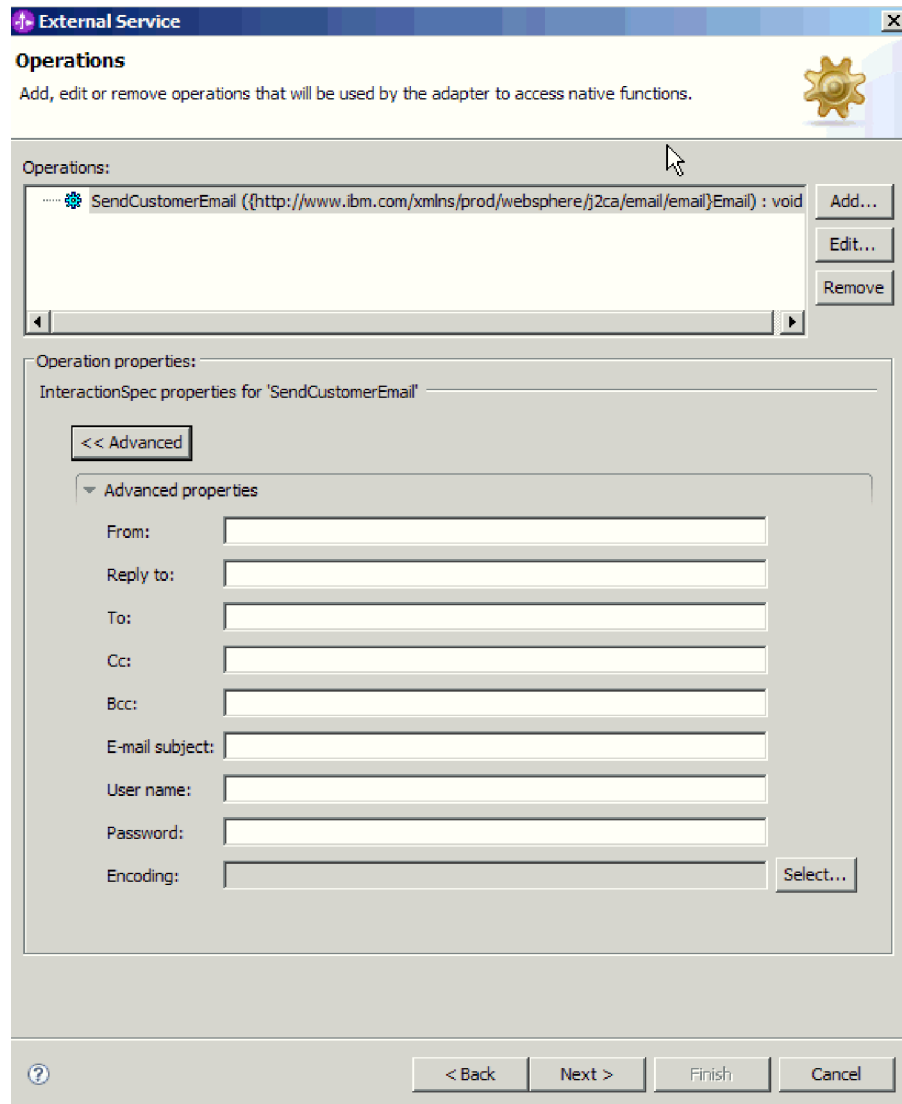 External Service
Operations
Add, edit or remove operations that will be used by the adapter to access native functions.
Operations:
SendCustomerEmail ({http://www.ibm.com/xmlns/prod/websphere/j2ca/email/email}Email) : void
Add...
Edit...
Remove
Operation properties:
InteractionSpec properties for 'SendCustomerEmail'
<< Advanced
Advanced properties
From:
Reply to:
To:
Cc:
Bcc:
E-mail subject:
User name:
Password:
Encoding:
Select...
?
< Back
Next >
Finish
Cancel